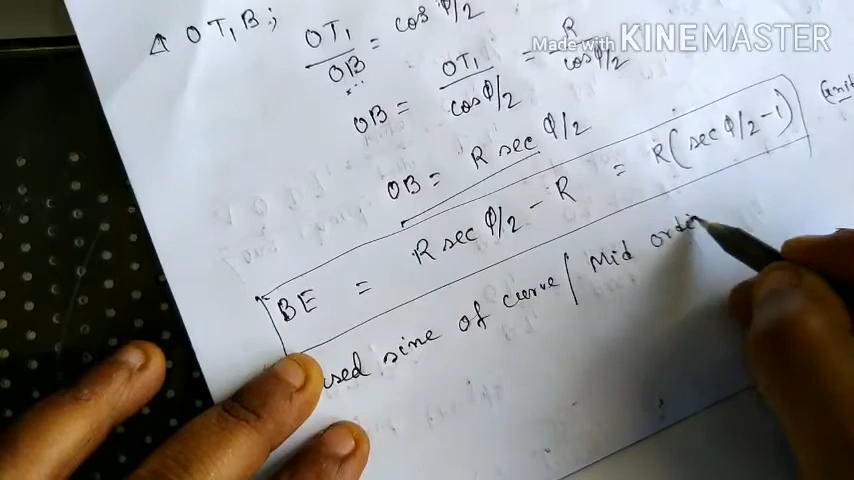 Made with KINEMASTER
Δ OT₁B; OT₁/OB = cos φ/2
OB = OT₁/cos φ/2 = R/cos φ/2
OB = R sec φ/2
BE = R sec φ/2 - R = R(sec φ/2 - 1)
sed sine of curve / Mid ordi